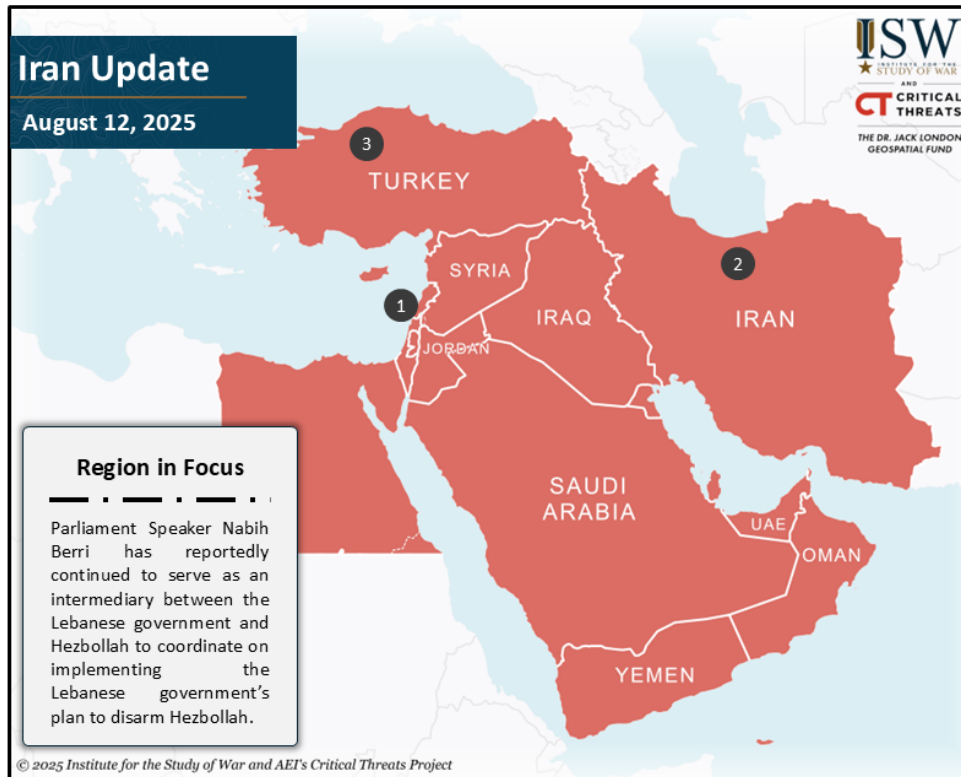 Iran Update
August 12, 2025
ISW
INSTITUTE FOR THE
STUDY OF WAR
AND
CT CRITICAL
THREATS
THE DR. JACK LONDON
GEOSPATIAL FUND
3
TURKEY
2
SYRIA
1
IRAQ
IRAN
JORDAN
SAUDI
ARABIA
UAE
OMAN
YEMEN
Region in Focus
Parliament Speaker Nabih
Berri has reportedly
continued to serve as an
intermediary between the
Lebanese government and
Hezbollah to coordinate on
implementing the
Lebanese government’s
plan to disarm Hezbollah.
© 2025 Institute for the Study of War and AEI's Critical Threats Project